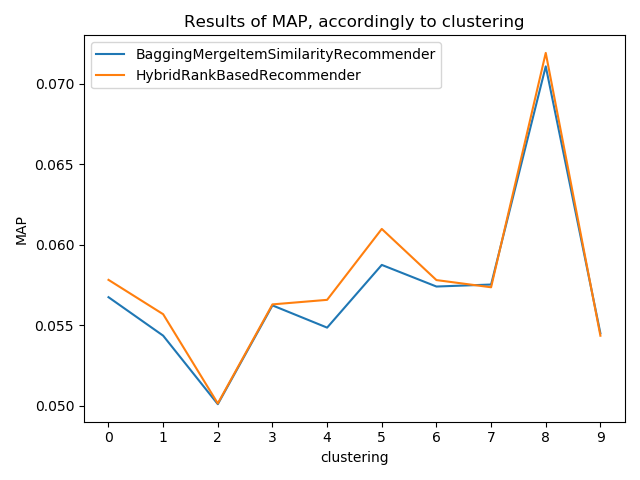 Results of MAP, accordingly to clustering
BaggingMergeItemSimilarityRecommender
HybridRankBasedRecommender
MAP
0.070
0.065
0.060
0.055
0.050
0 1 2 3 4 5 6 7 8 9
clustering